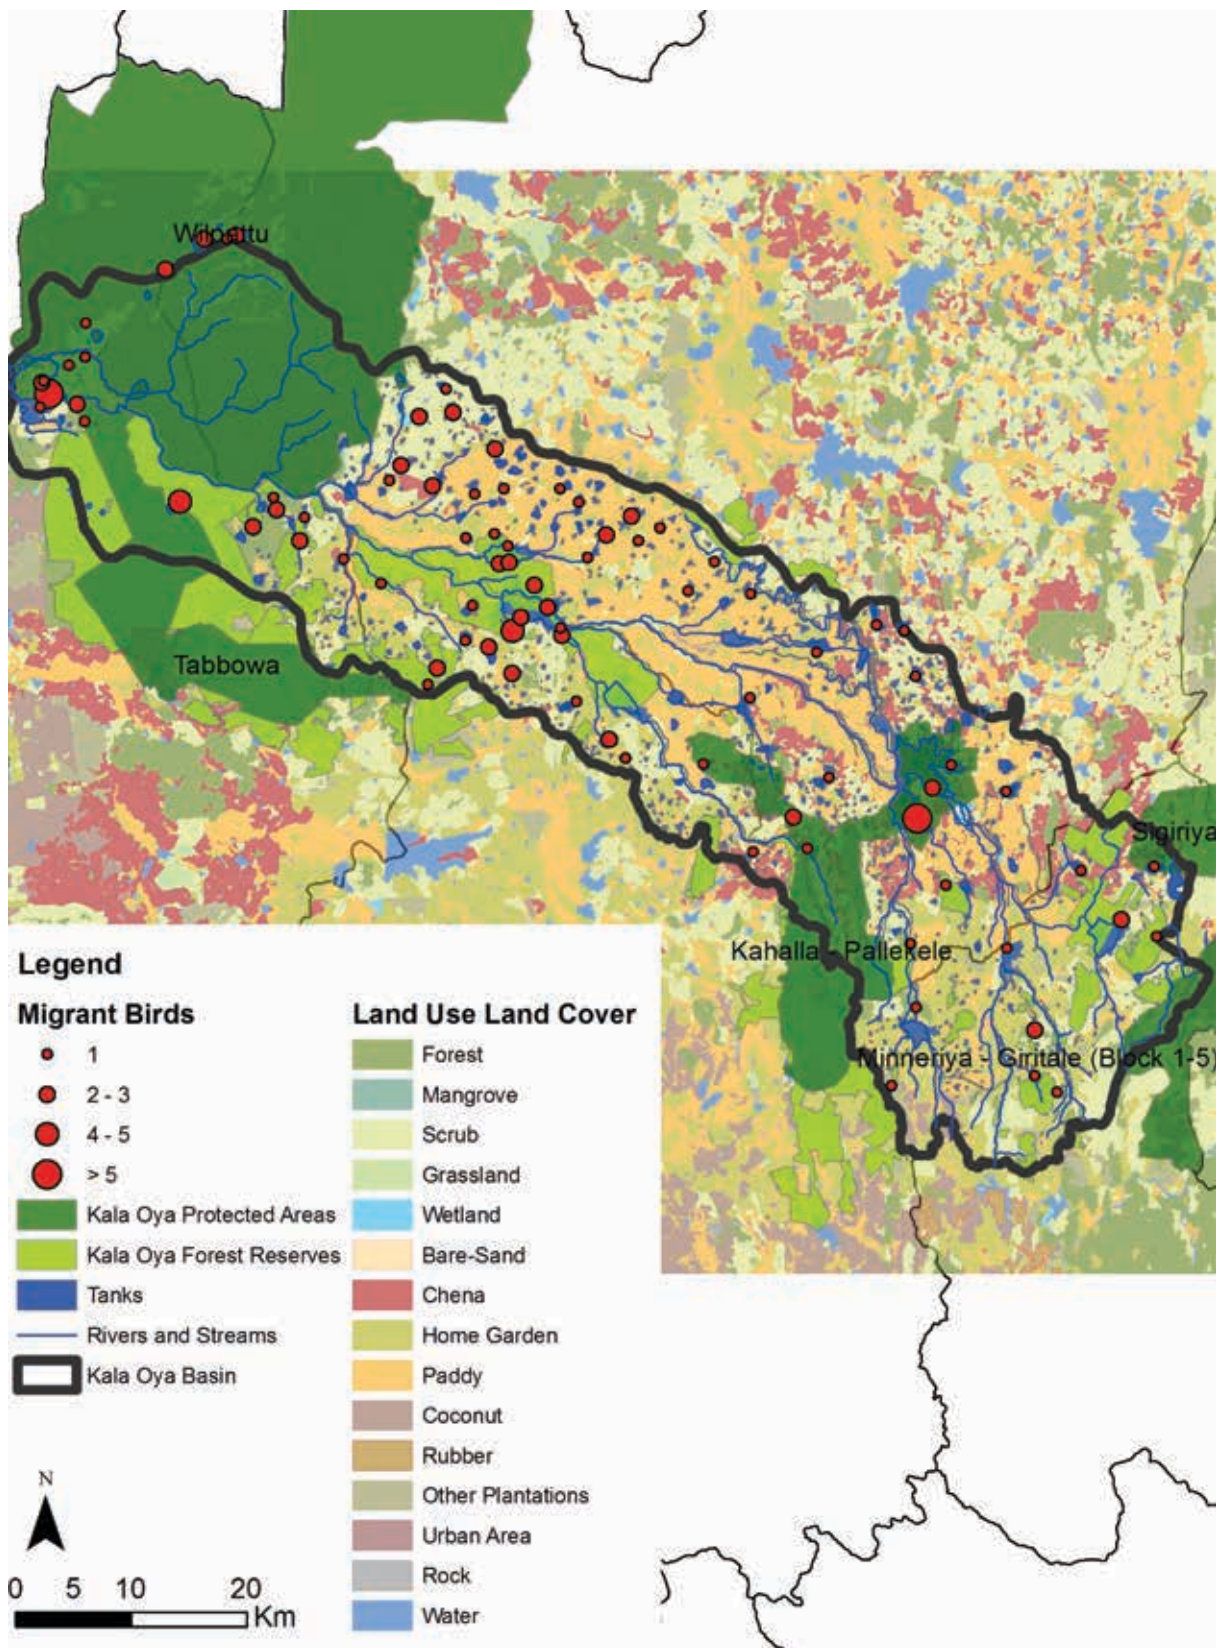 Wilpattu
Tabbowa
Sigiriya
Kahalla - Pallekele
Minneriya - Giritale (Block 1-5)
Legend
Migrant Birds
1
2 - 3
4 - 5
> 5
Kala Oya Protected Areas
Kala Oya Forest Reserves
Tanks
Rivers and Streams
Kala Oya Basin
Land Use Land Cover
Forest
Mangrove
Scrub
Grassland
Wetland
Bare-Sand
Chena
Home Garden
Paddy
Coconut
Rubber
Other Plantations
Urban Area
Rock
Water
N
0 5 10 20
Km